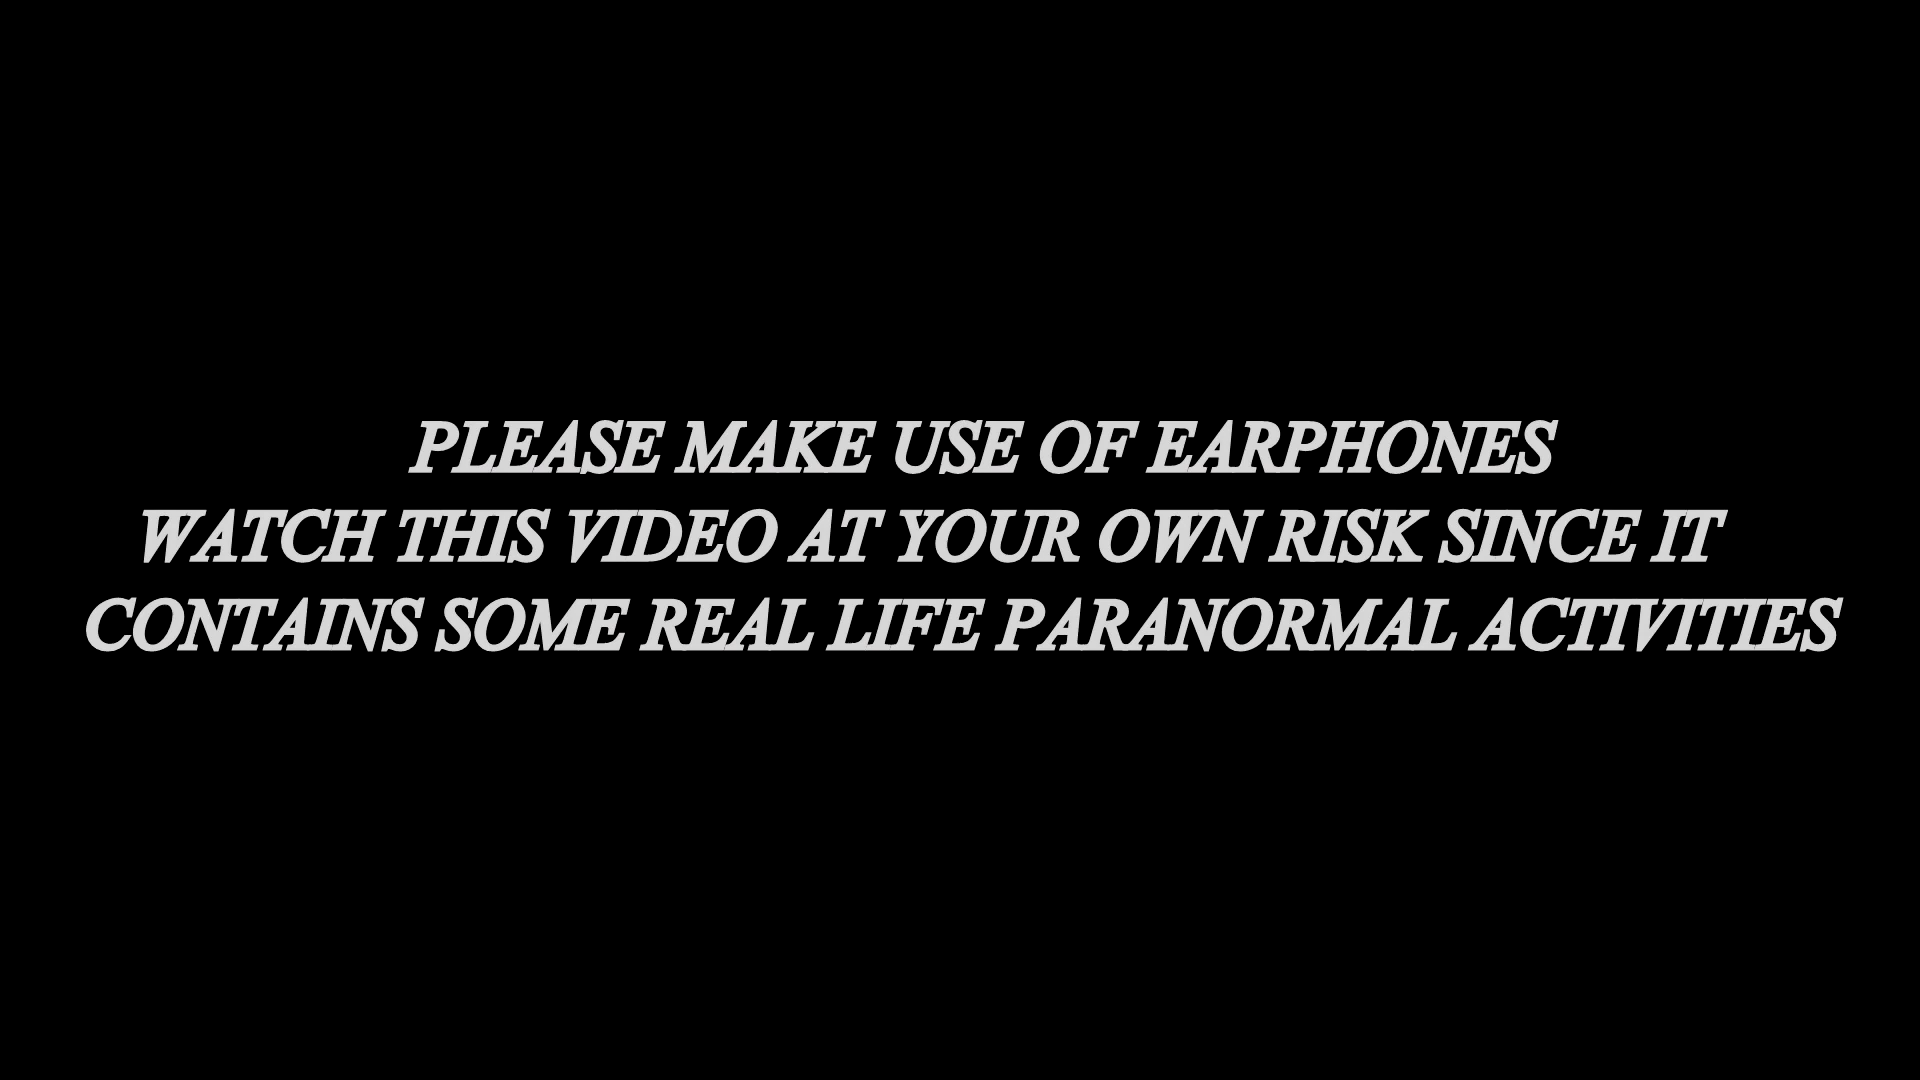 PLEASE MAKE USE OF EARPHONES
WATCH THIS VIDEO AT YOUR OWN RISK SINCE IT
CONTAINS SOME REAL LIFE PARANORMAL ACTIVITIES